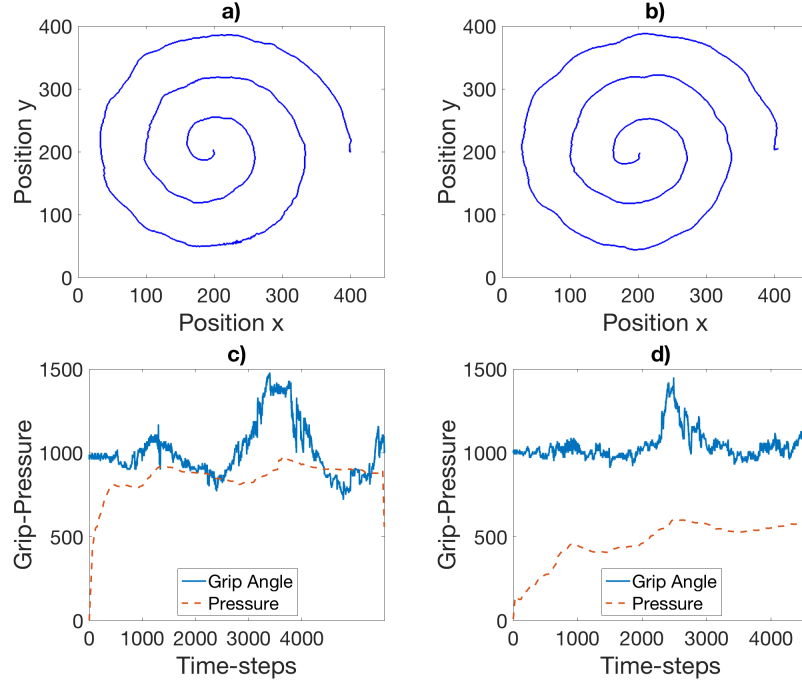 a)
400
300
200
100
0
Position y
0 100 200 300 400
Position x
b)
400
300
200
100
0
Position y
0 100 200 300 400
Position x
c)
1500
1000
500
0
Grip-Pressure
Grip Angle
Pressure
0 1000 2000 3000 4000
Time-steps
d)
1500
1000
500
0
Grip-Pressure
Grip Angle
Pressure
0 2000 3000 4000
Time-steps